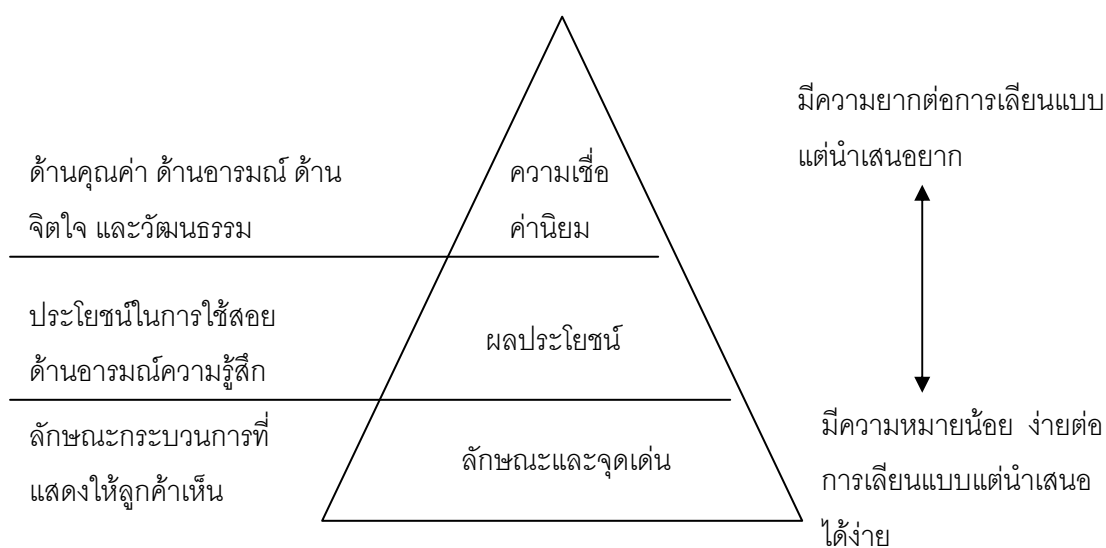 มีความยากต่อการเลียนแบบ
แต่นำเสนอยาก
ด้านคุณค่า ด้านอารมณ์ ด้าน
จิตใจ และวัฒนธรรม
ความเชื่อ
ค่านิยม
ประโยชน์ในการใช้สอย
ด้านอารมณ์ความรู้สึก
ผลประโยชน์
ลักษณะกระบวนการที่
แสดงให้ลูกค้าเห็น
ลักษณะและจุดเด่น
มีความหมายน้อย ง่ายต่อ
การเลียนแบบแต่นำเสนอ
ได้ง่าย